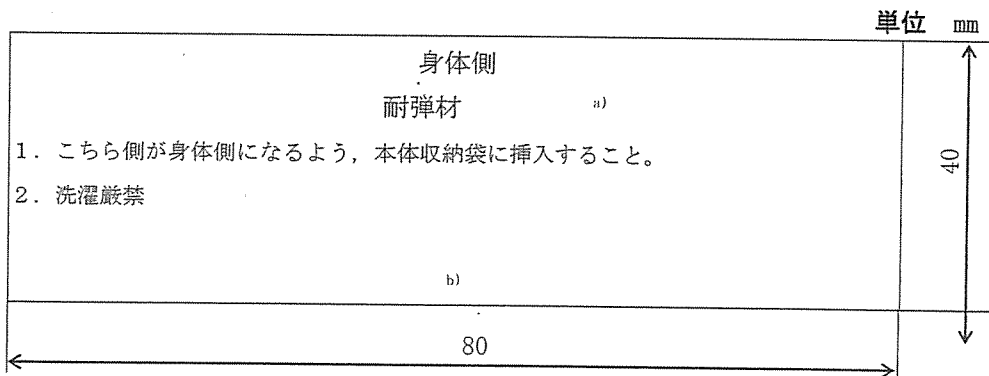 単位 mm
身体側
耐弾材 a)
1．こちら側が身体側になるよう，本体収納袋に挿入すること。
2．洗濯厳禁
40
b)
80